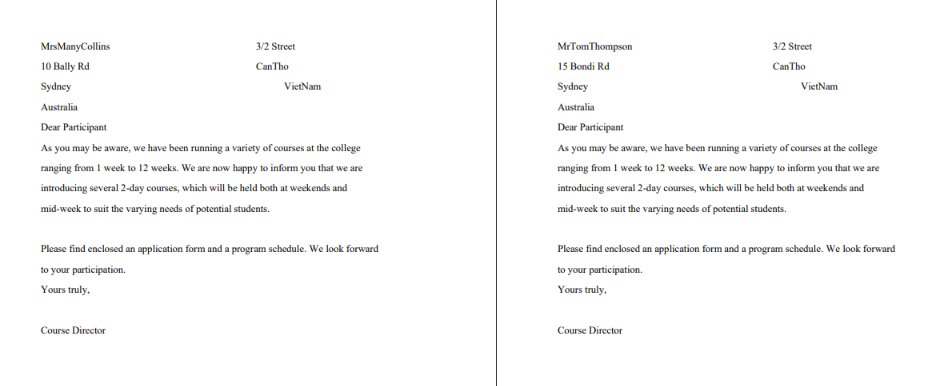 MrsManyCollins 3/2 Street
10 Bally Rd CanTho
Sydney VietNam
Australia
Dear Participant
As you may be aware, we have been running a variety of courses at the college
ranging from 1 week to 12 weeks. We are now happy to inform you that we are
introducing several 2-day courses, which will be held both at weekends and
mid-week to suit the varying needs of potential students.
Please find enclosed an application form and a program schedule. We look forward
to your participation.
Yours truly,
Course Director
MrTomThompson 3/2 Street
15 Bondi Rd CanTho
Sydney VietNam
Australia
Dear Participant
As you may be aware, we have been running a variety of courses at the college
ranging from 1 week to 12 weeks. We are now happy to inform you that we are
introducing several 2-day courses, which will be held both at weekends and
mid-week to suit the varying needs of potential students.
Please find enclosed an application form and a program schedule. We look forward
to your participation.
Yours truly,
Course Director